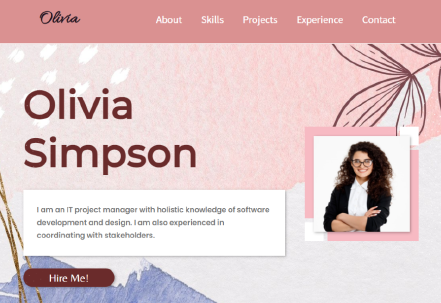 Olivia
About Skills Projects Experience Contact
Olivia
Simpson
I am an IT project manager with holistic knowledge of software
development and design. I am also experienced in
coordinating with stakeholders.
Hire Me!